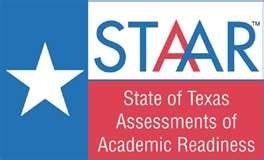 STAAR™
State of Texas
Assessments of
Academic Readiness